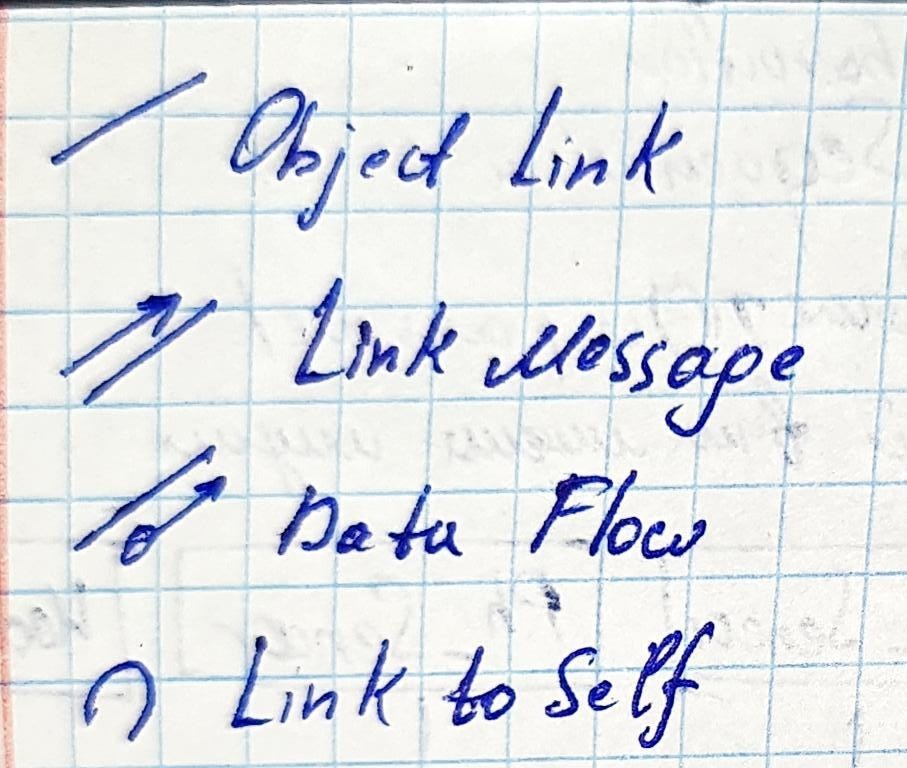 Object Link
Link Message
Data Flow
Link to Self